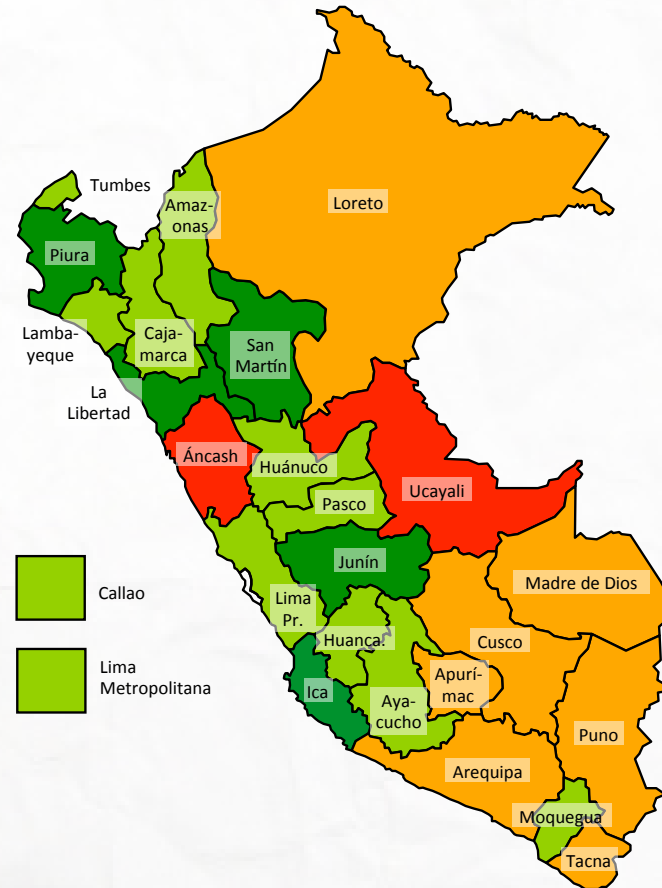 Tumbes
Amaz-
onas
Loreto
Piura
Lamba-
yeque
Caja-
marca
San
Martín
La
Libertad
Áncash
Huánuco
Ucayali
Pasco
Junín
Madre de Dios
Callao
Lima
Pr.
Huanca.
Cusco
Lima
Metropolitana
Ica
Apurí-
mac
Aya-
cucho
Puno
Arequipa
Moquegua
Tacna